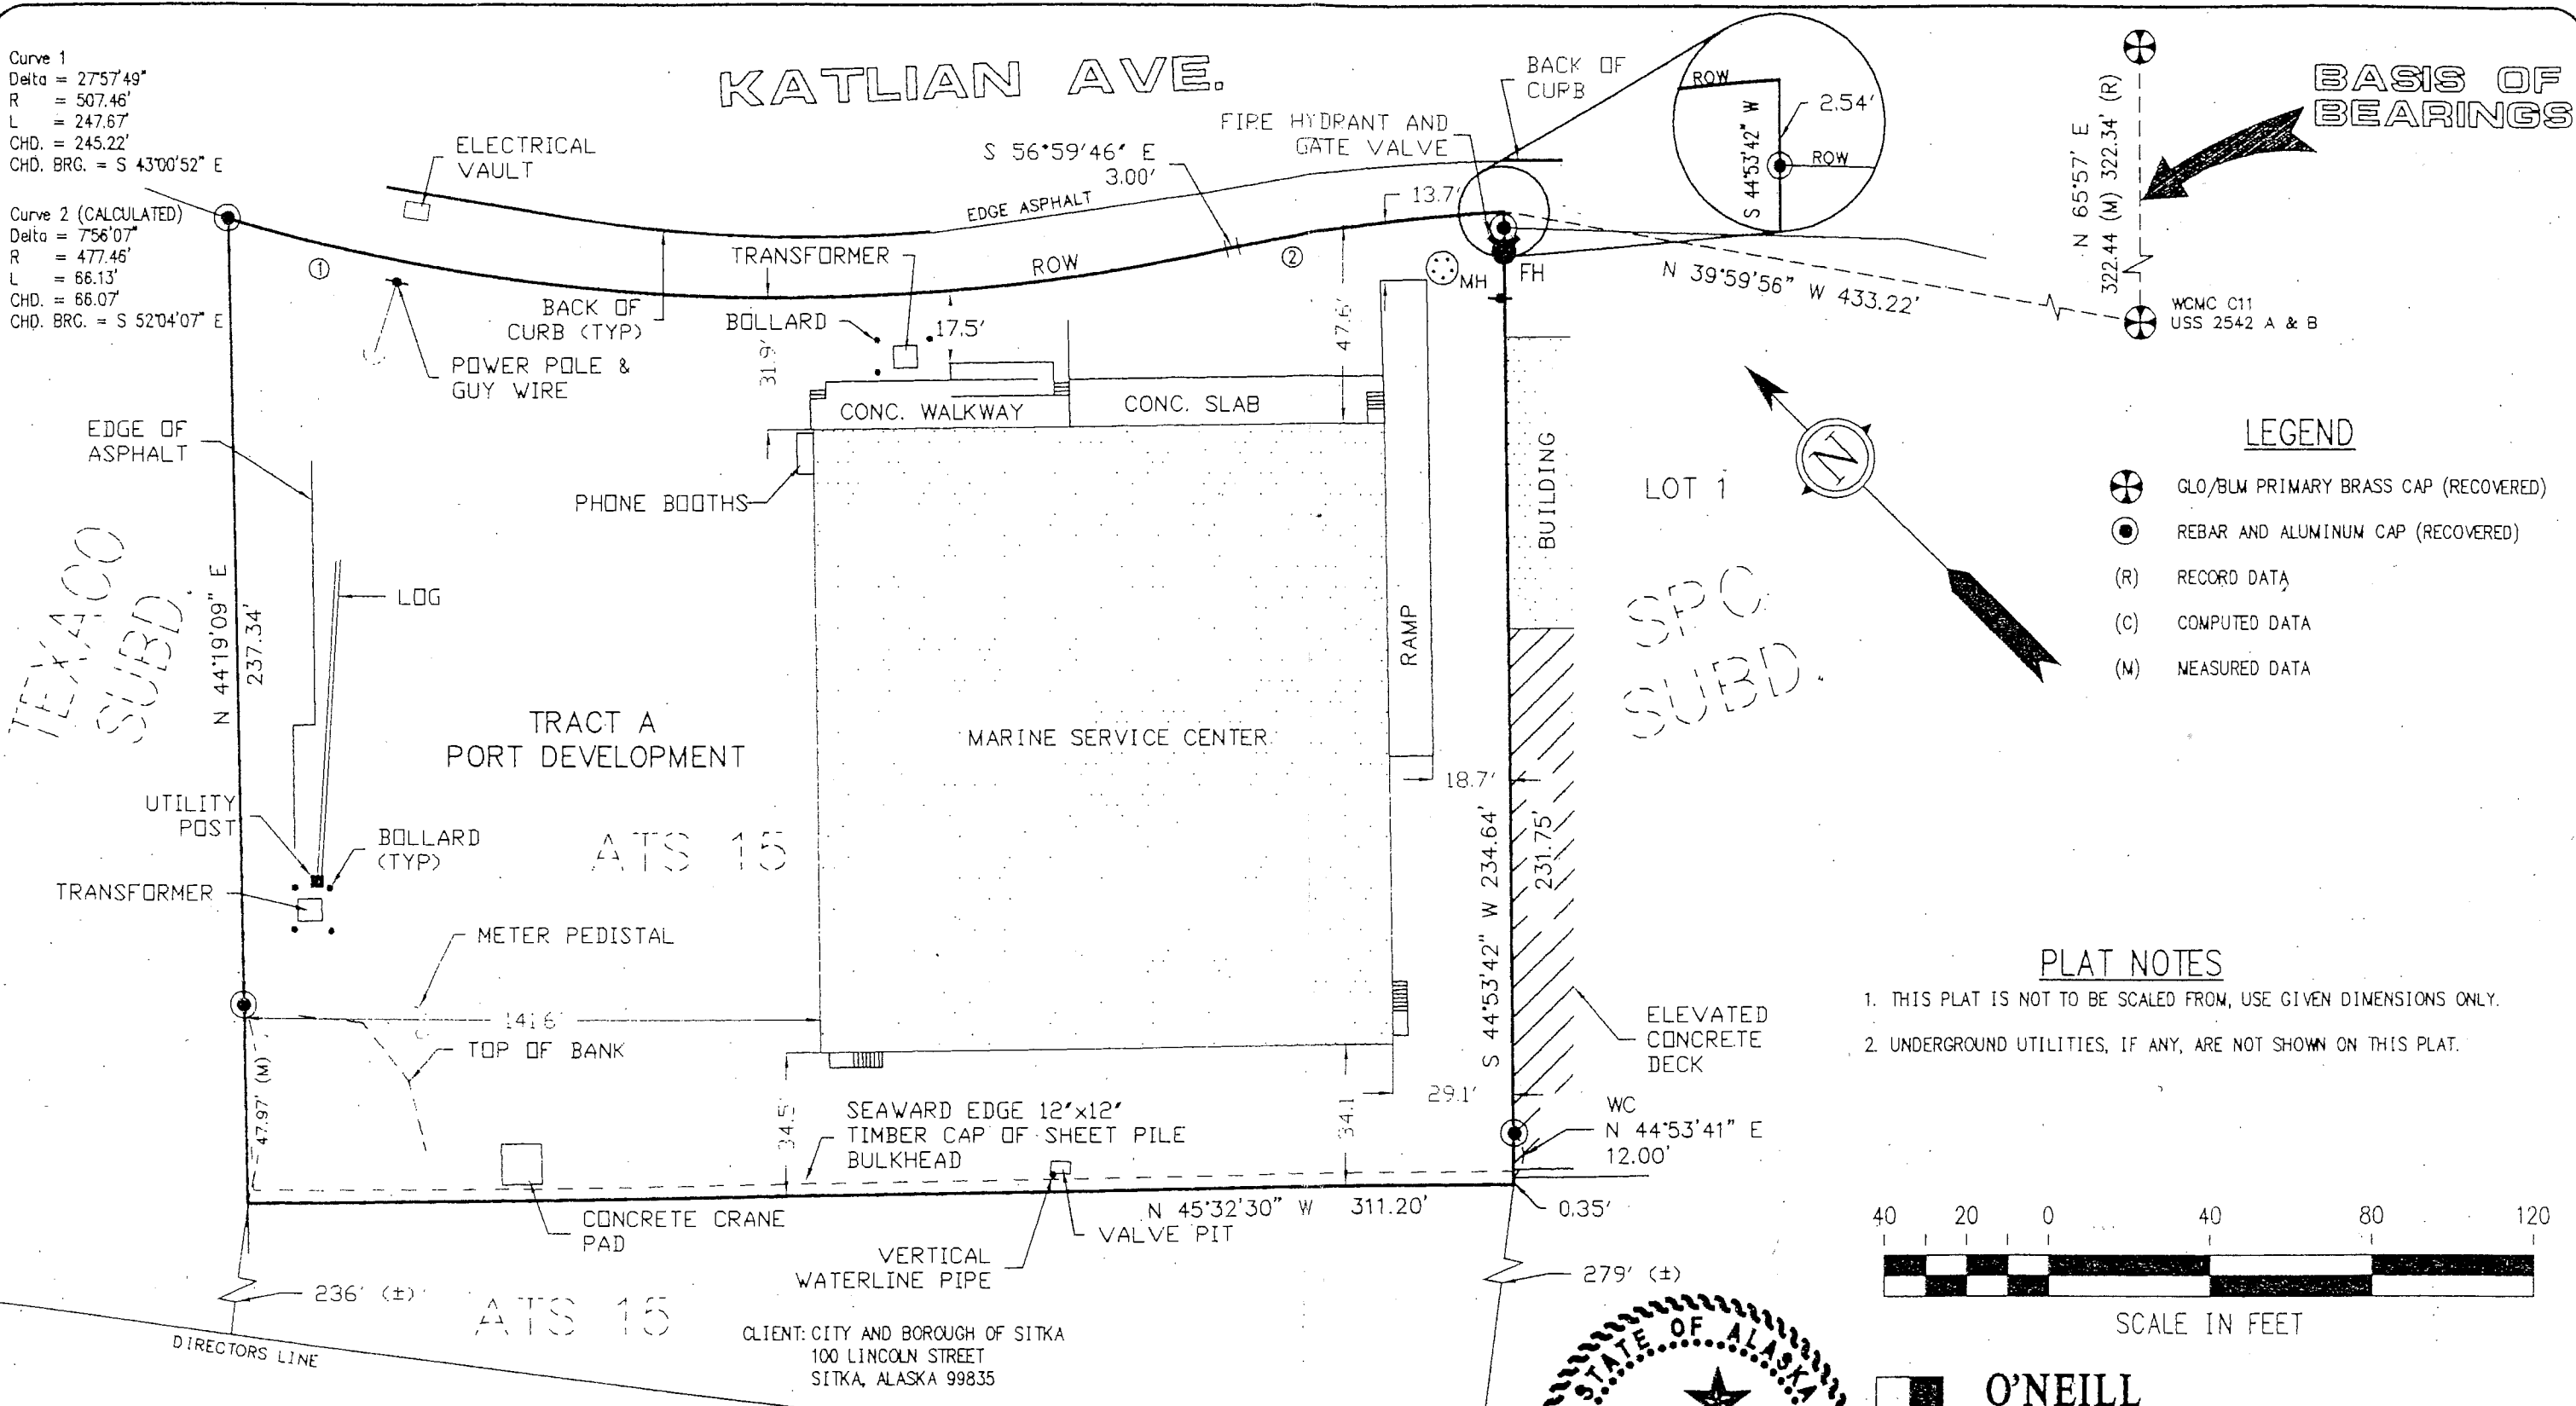 Curve 1
Delta = 27°57'49"
R = 507.46'
L = 247.67'
CHD. = 245.22'
CHD. BRG. = S 43°00'52" E
Curve 2 (CALCULATED)
Delta = 7°56'07"
R = 477.46'
L = 66.13'
CHD. = 66.07'
CHD. BRG. = S 52°04'07" E
KATLIAN AVE.
ELECTRICAL
VAULT
S 56°59'46" E
3.00'
FIRE HYDRANT AND
GATE VALVE
BACK OF
CURB
ROW
S 44°53'42" W
2.54'
ROW
N 65°57' E
322.44 (M) 322.34' (R)
BASIS OF
BEARINGS
WCMC C11
USS 2542 A & B
EDGE ASPHALT
13.7'
TRANSFORMER
ROW
1
2
MH
FH
N 39°59'56" W 433.22'
BACK OF
CURB (TYP)
BOLLARD
17.5'
31.9'
47.6'
POWER POLE &
GUY WIRE
CONC. WALKWAY
CONC. SLAB
EDGE OF
ASPHALT
PHONE BOOTHS
BUILDING
LOT 1
N
LEGEND
GLO/BLM PRIMARY BRASS CAP (RECOVERED)
REBAR AND ALUMINUM CAP (RECOVERED)
(R) RECORD DATA
(C) COMPUTED DATA
(M) MEASURED DATA
TEXACO
SUBD.
N 44°19'09" E
237.34'
LOG
RAMP
SPC
SUBD.
TRACT A
PORT DEVELOPMENT
MARINE SERVICE CENTER
18.7'
UTILITY
POST
BOLLARD
(TYP)
ATS 15
S 44°53'42" W 234.64'
231.75'
TRANSFORMER
METER PEDISTAL
141.6'
TOP OF BANK
47.97' (M)
ELEVATED
CONCRETE
DECK
PLAT NOTES
1. THIS PLAT IS NOT TO BE SCALED FROM, USE GIVEN DIMENSIONS ONLY.
2. UNDERGROUND UTILITIES, IF ANY, ARE NOT SHOWN ON THIS PLAT.
34.5'
SEAWARD EDGE 12"x12"
TIMBER CAP OF SHEET PILE
BULKHEAD
34.1
29.1'
WC
N 44°53'41" E
12.00'
CONCRETE CRANE
PAD
N 45°32'30" W 311.20'
VALVE PIT
0.35'
VERTICAL
WATERLINE PIPE
236' (±)
279' (±)
ATS 15
DIRECTORS LINE
CLIENT: CITY AND BOROUGH OF SITKA
100 LINCOLN STREET
SITKA, ALASKA 99835
40 20 0 40 80 120
SCALE IN FEET
STATE OF ALASKA
O'NEILL